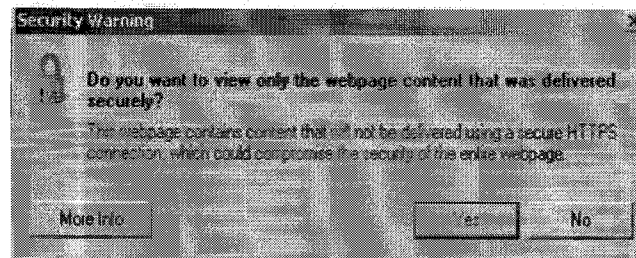 Security Warning
Do you want to view only the webpage content that was delivered
securely?
This webpage contains content that will not be delivered using a secure HTTPS
connection, which could compromise the security of the entire webpage.
More Info
Yes
No